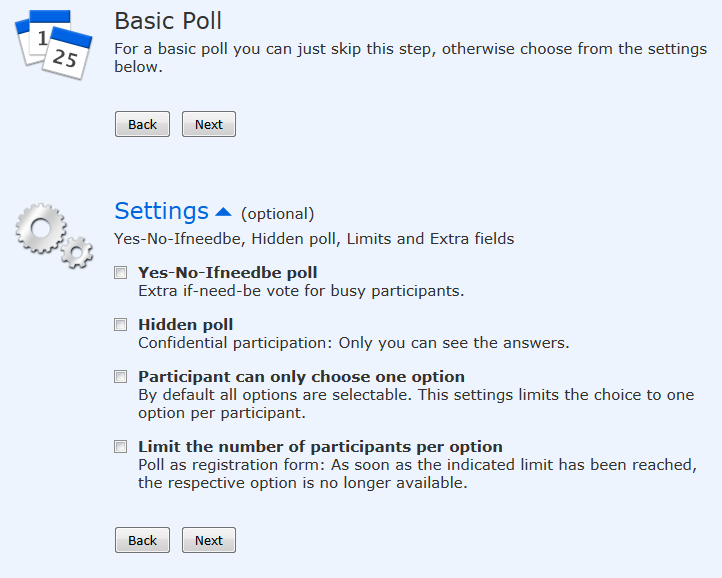 1
25
Basic Poll
For a basic poll you can just skip this step, otherwise choose from the settings
below.
Back Next
Settings (optional)
Yes-No-Ifneedbe, Hidden poll, Limits and Extra fields
Yes-No-Ifneedbe poll
Extra if-need-be vote for busy participants.
Hidden poll
Confidential participation: Only you can see the answers.
Participant can only choose one option
By default all options are selectable. This settings limits the choice to one
option per participant.
Limit the number of participants per option
Poll as registration form: As soon as the indicated limit has been reached,
the respective option is no longer available.
Back Next